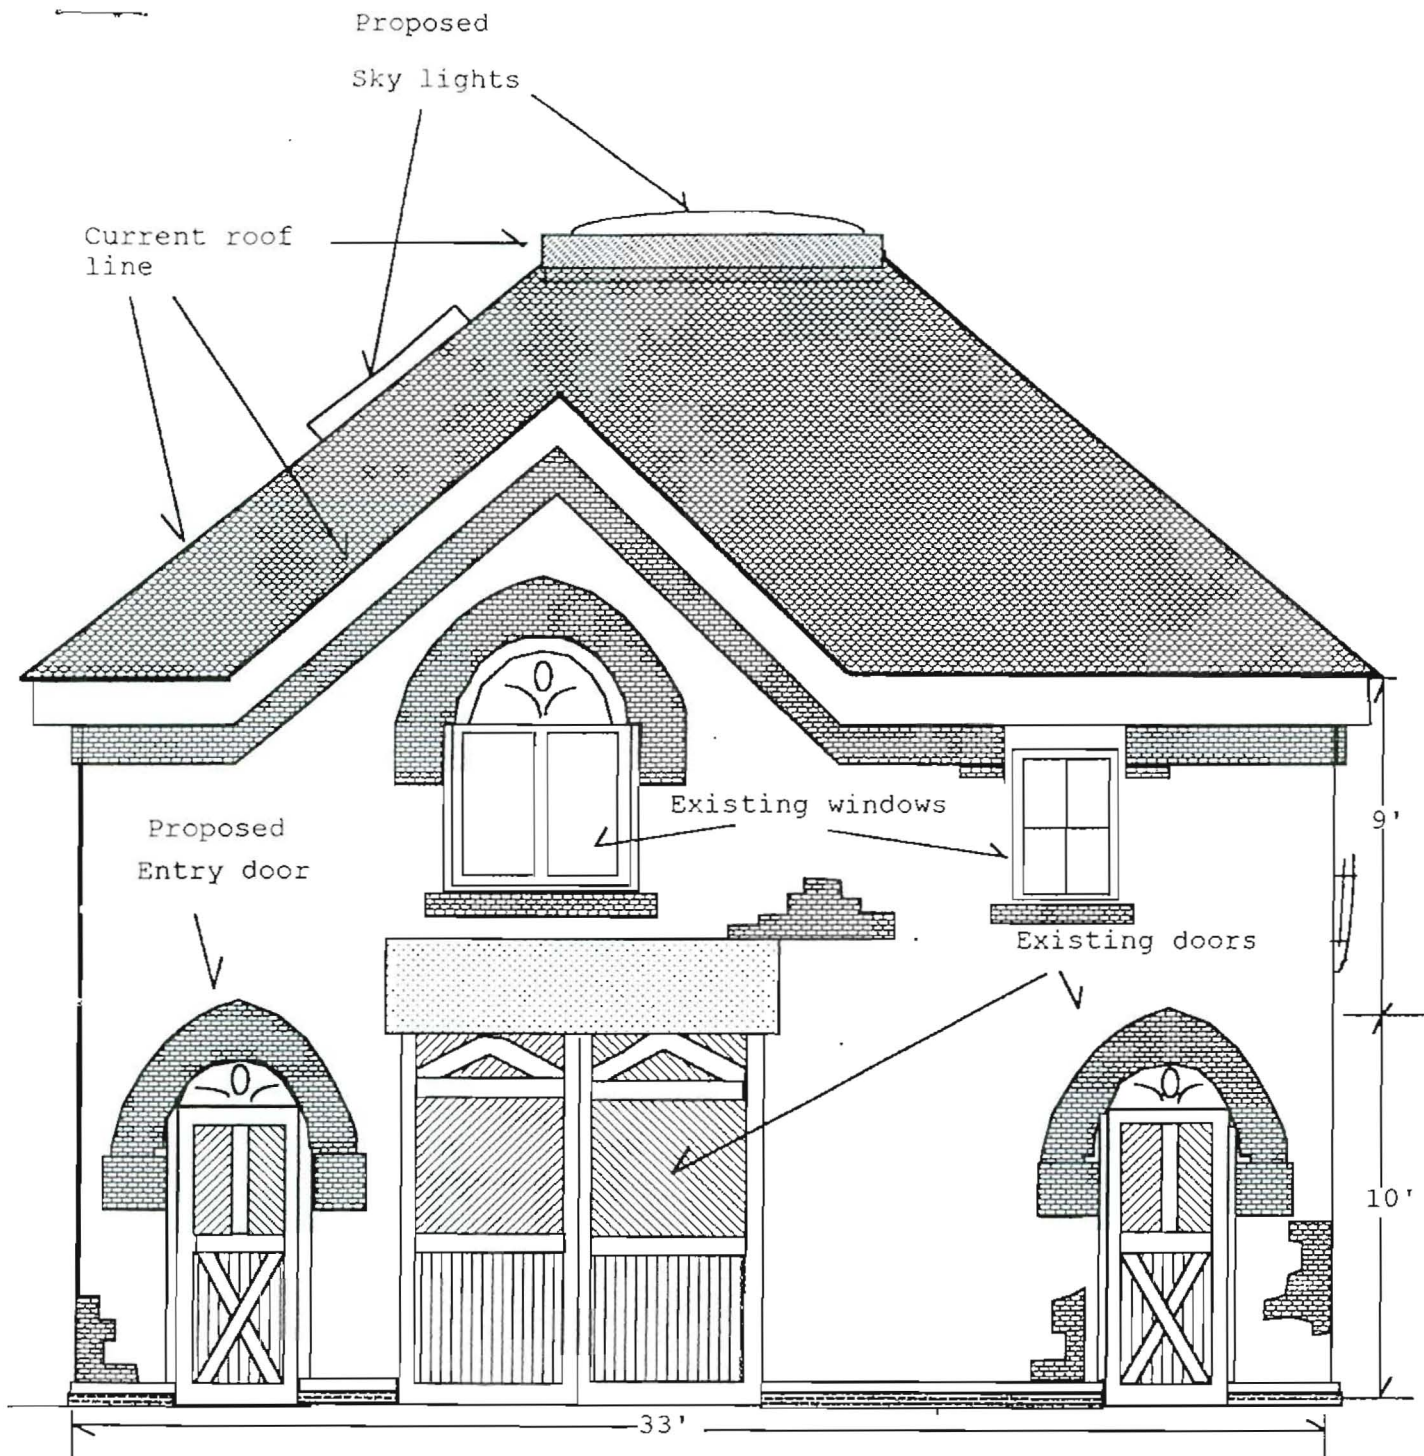 Proposed
Sky lights
Current roof
line
Existing windows
9'
Proposed
Entry door
Existing doors
10'
33'